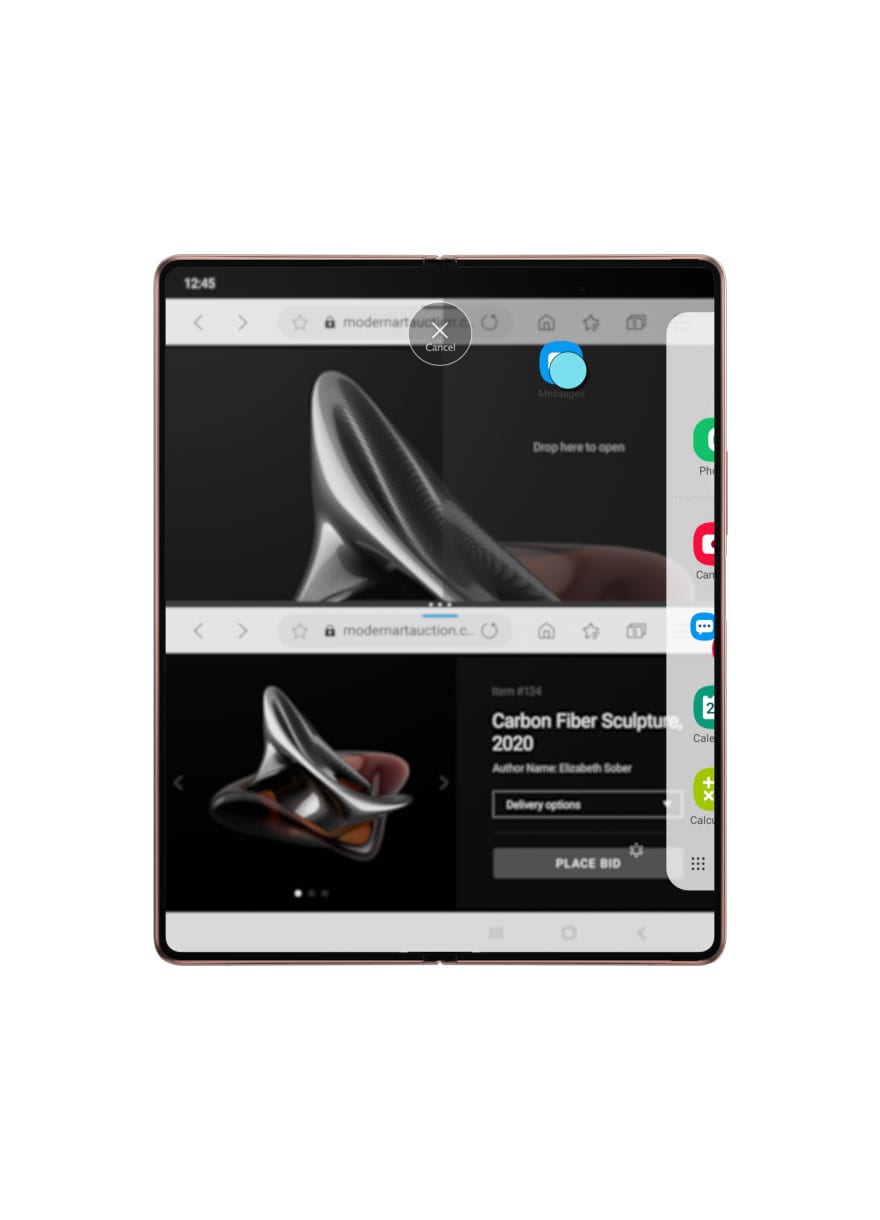 12:45
modernartauction.c..
Cancel
Messages
Drop here to open
Pho
Cam
modernartauction.c..
5
Item #134
Carbon Fiber Sculpture,
2020
Author Name: Elizabeth Sober
Delivery options
PLACE BID
2
Cale
Calcu